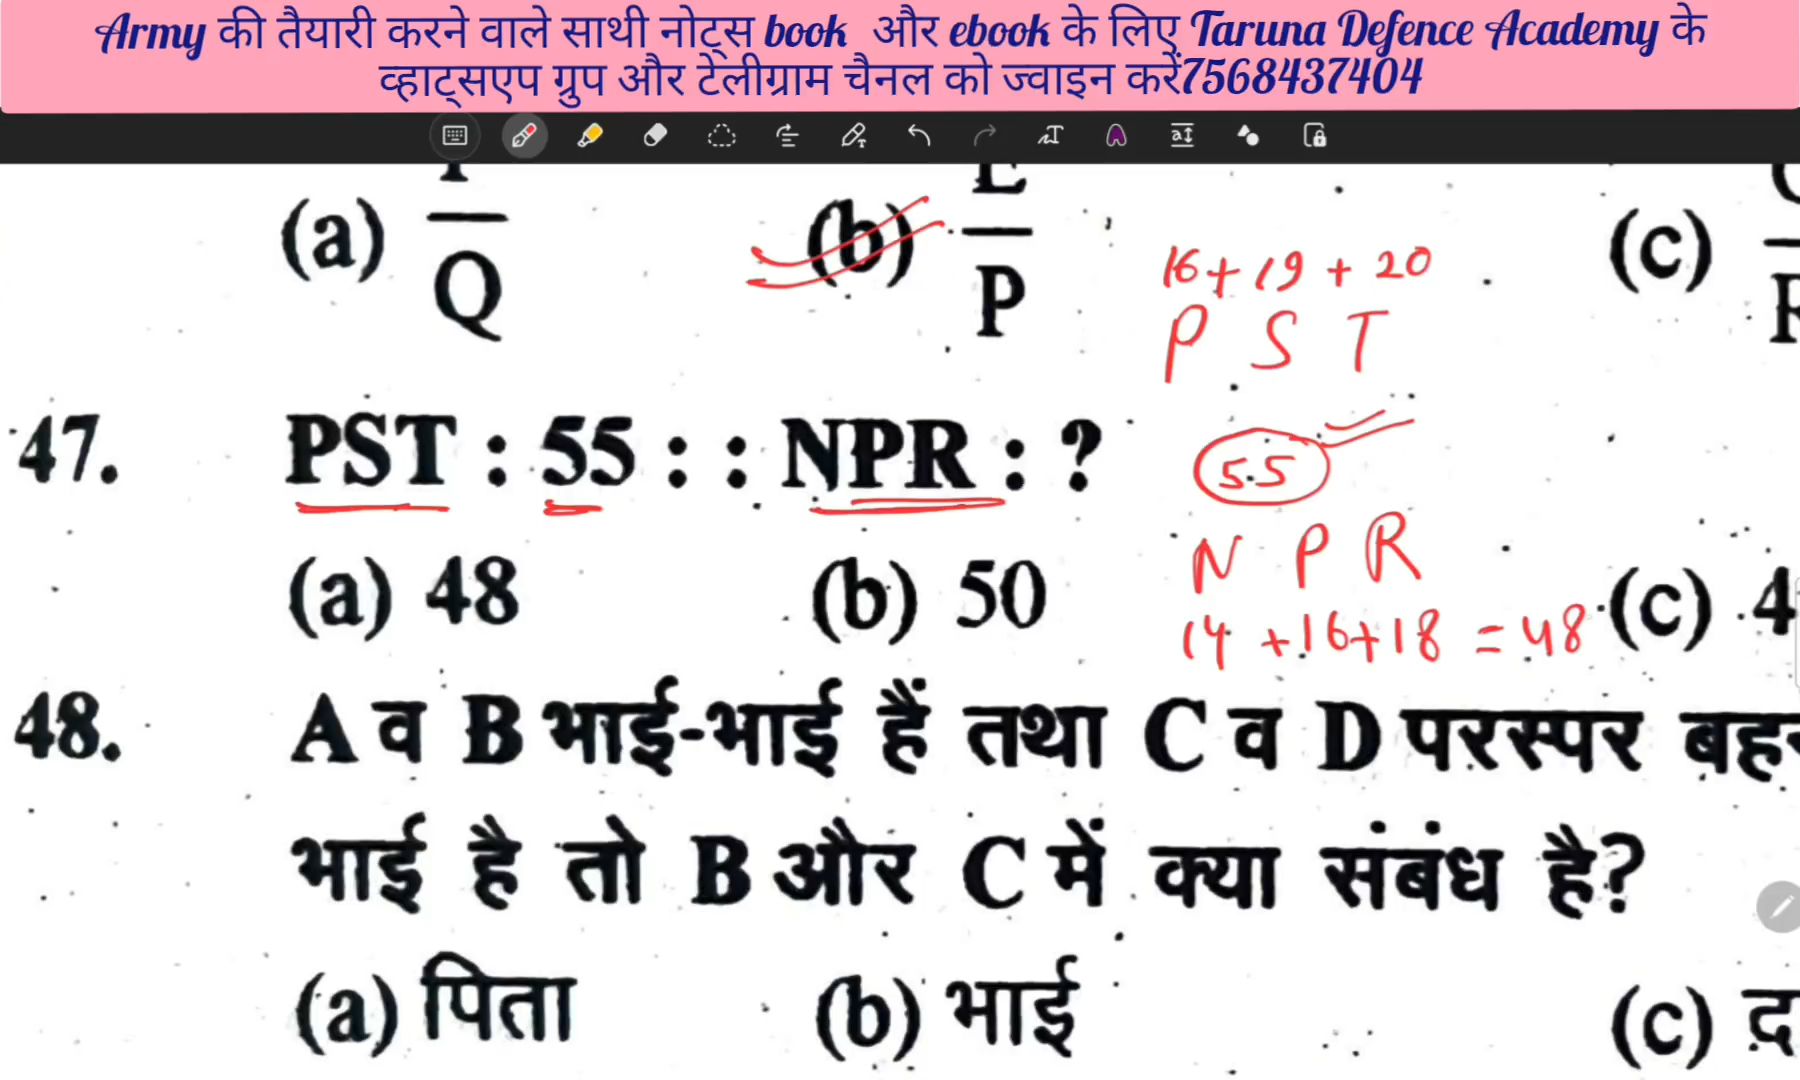 Army की तैयारी करने वाले साथी नोट्स book और ebook के लिए Taruna Defence Academy के
व्हाट्सएप ग्रुप और टेलीग्राम चैनल को ज्वाइन करें7568437404
(a) Q (b) P (c)
16 + 19 + 20
P S T
47. PST : 55 : : NPR : ?
55
N P R
(a) 48 (b) 50 (c) 4
14 + 16 + 18 = 48
48. A व B भाई-भाई हैं तथा C व D परस्पर
भाई है तो B और C में क्या संबंध है?
(a) पिता (b) भाई (c)